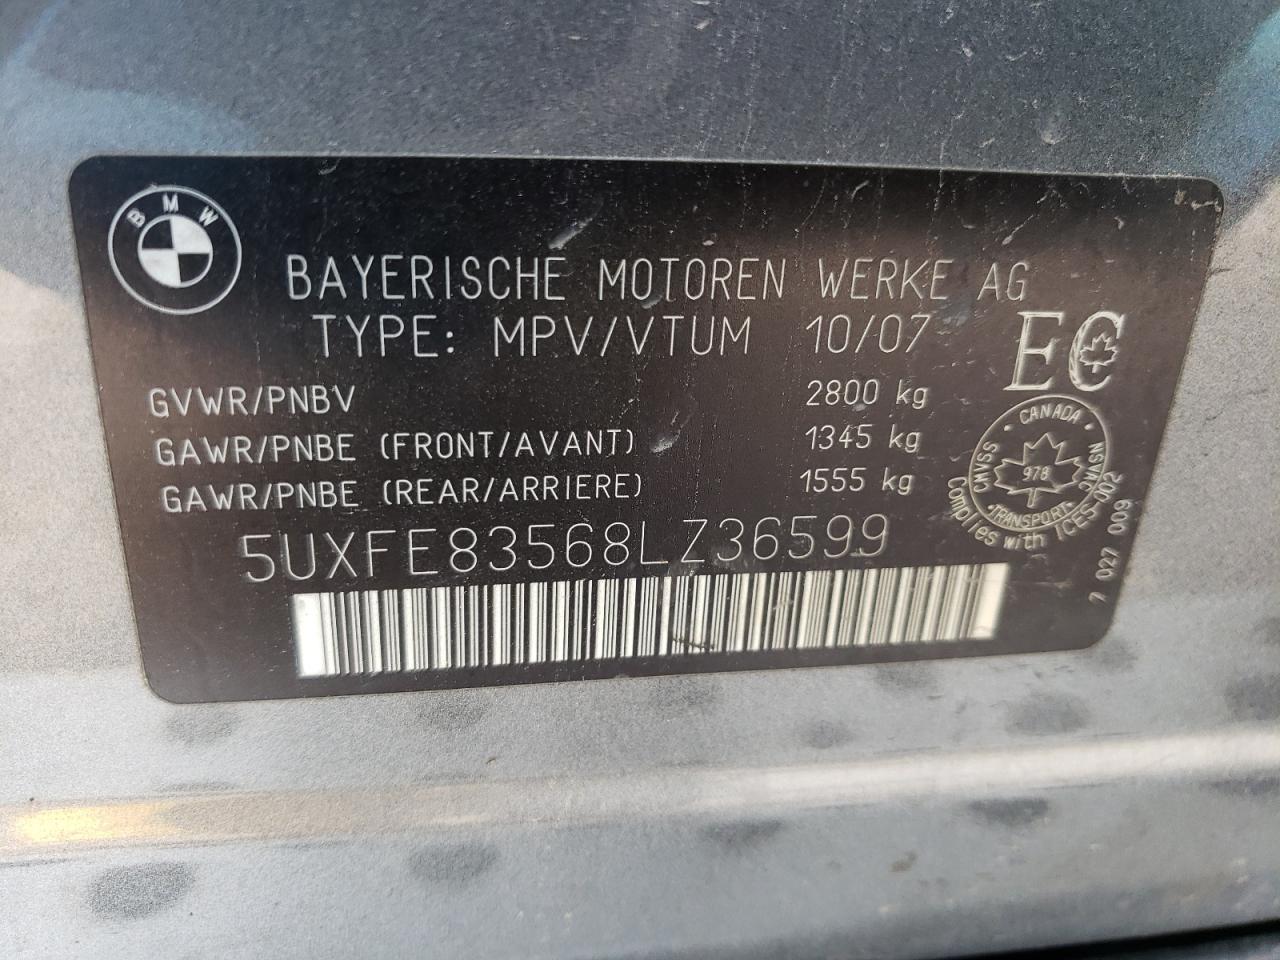 BMW
BAYERISCHE MOTOREN WERKE AG
TYPE: MPV/VTUM 10/07
EC
GVWR/PNBV 2800 kg
GAWR/PNBE (FRONT/AVANT) 1345 kg
GAWR/PNBE (REAR/ARRIERE) 1555 kg
CANADA
SVAC NSVAC
978
TRANSPORT
Complies with ICES-002
5UXFE83568LZ36599
7 027 009